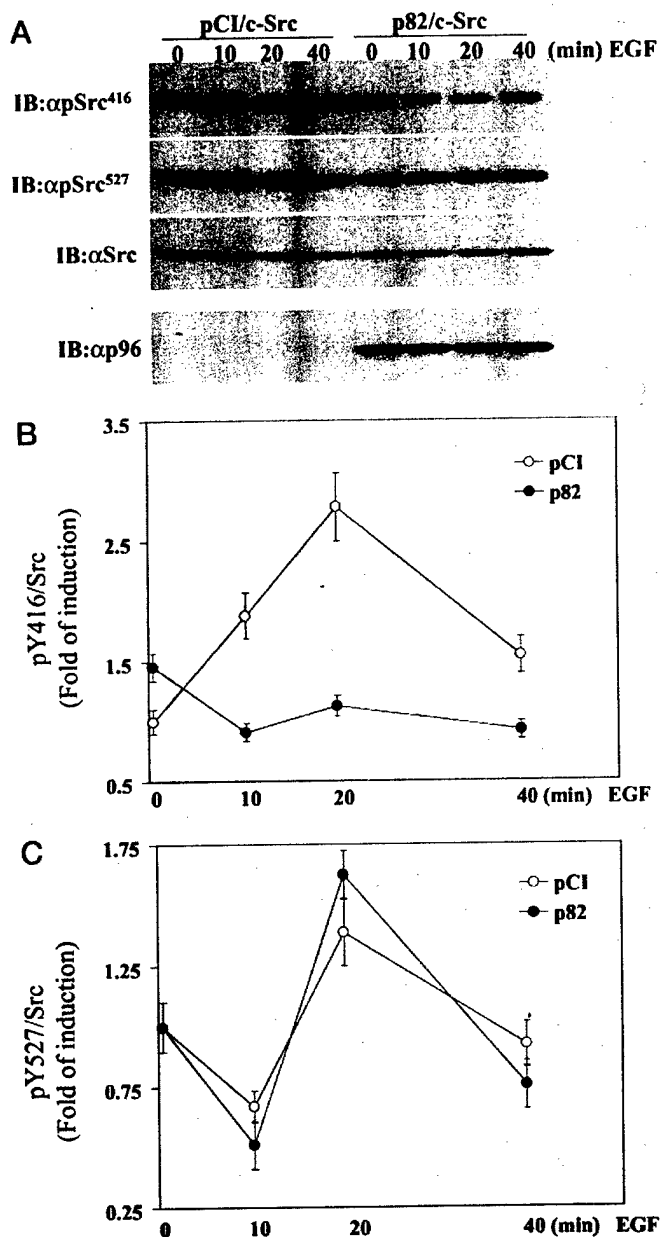 A
pCI/c-Src p82/c-Src
0 10 20 40 0 10 20 40 (min) EGF
IB:αpSrc⁴¹⁶
IB:αpSrc⁵²⁷
IB:αSrc
IB:αp96
B
3.5
2.5
1.5
0.5
pY416/Src
(Fold of induction)
pCI
p82
0 10 20 40 (min) EGF
C
1.75
1.25
0.75
0.25
pY527/Src
(Fold of induction)
pCI
p82
0 10 20 40 (min) EGF